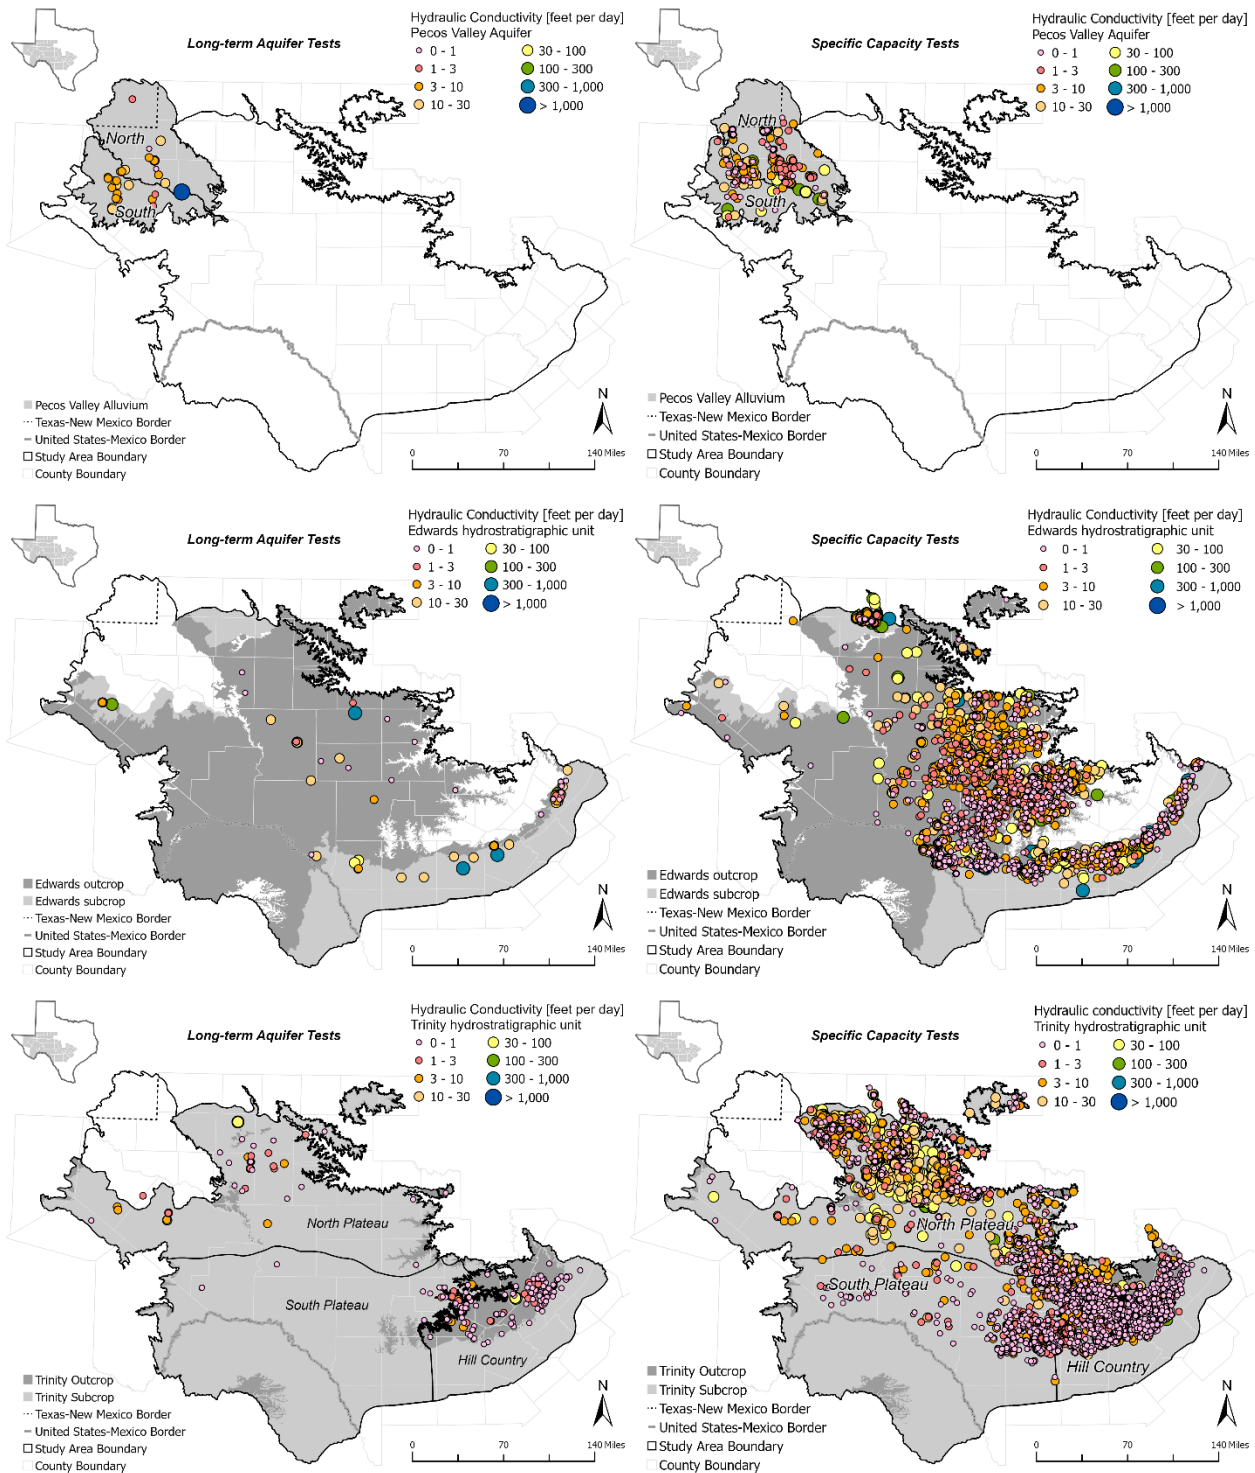 Long-term Aquifer Tests
Hydraulic Conductivity [feet per day]
Pecos Valley Aquifer
0 - 1
30 - 100
1 - 3
100 - 300
3 - 10
300 - 1,000
10 - 30
> 1,000
North
South
Pecos Valley Alluvium
Texas-New Mexico Border
United States-Mexico Border
Study Area Boundary
County Boundary
N
0 70 140 Miles
Specific Capacity Tests
Hydraulic Conductivity [feet per day]
Pecos Valley Aquifer
0 - 1
30 - 100
1 - 3
100 - 300
3 - 10
300 - 1,000
10 - 30
> 1,000
North
South
Pecos Valley Alluvium
Texas-New Mexico Border
United States-Mexico Border
Study Area Boundary
County Boundary
N
0 70 140 Miles
Long-term Aquifer Tests
Hydraulic Conductivity [feet per day]
Edwards hydrostratigraphic unit
0 - 1
30 - 100
1 - 3
100 - 300
3 - 10
300 - 1,000
10 - 30
> 1,000
Edwards outcrop
Edwards subcrop
Texas-New Mexico Border
United States-Mexico Border
Study Area Boundary
County Boundary
N
0 70 140 Miles
Specific Capacity Tests
Hydraulic Conductivity [feet per day]
Edwards hydrostratigraphic unit
0 - 1
30 - 100
1 - 3
100 - 300
3 - 10
300 - 1,000
10 - 30
> 1,000
Edwards outcrop
Edwards subcrop
Texas-New Mexico Border
United States-Mexico Border
Study Area Boundary
County Boundary
N
0 70 140 Miles
Long-term Aquifer Tests
Hydraulic Conductivity [feet per day]
Trinity hydrostratigraphic unit
0 - 1
30 - 100
1 - 3
100 - 300
3 - 10
300 - 1,000
10 - 30
> 1,000
North Plateau
South Plateau
Hill Country
Trinity Outcrop
Trinity Subcrop
Texas-New Mexico Border
United States-Mexico Border
Study Area Boundary
County Boundary
N
0 70 140 Miles
Specific Capacity Tests
Hydraulic conductivity [feet per day]
Trinity hydrostratigraphic unit
0 - 1
30 - 100
1 - 3
100 - 300
3 - 10
300 - 1,000
10 - 30
> 1,000
North Plateau
South Plateau
Hill Country
Trinity Outcrop
Trinity Subcrop
Texas-New Mexico Border
United States-Mexico Border
Study Area Boundary
County Boundary
N
0 70 140 Miles